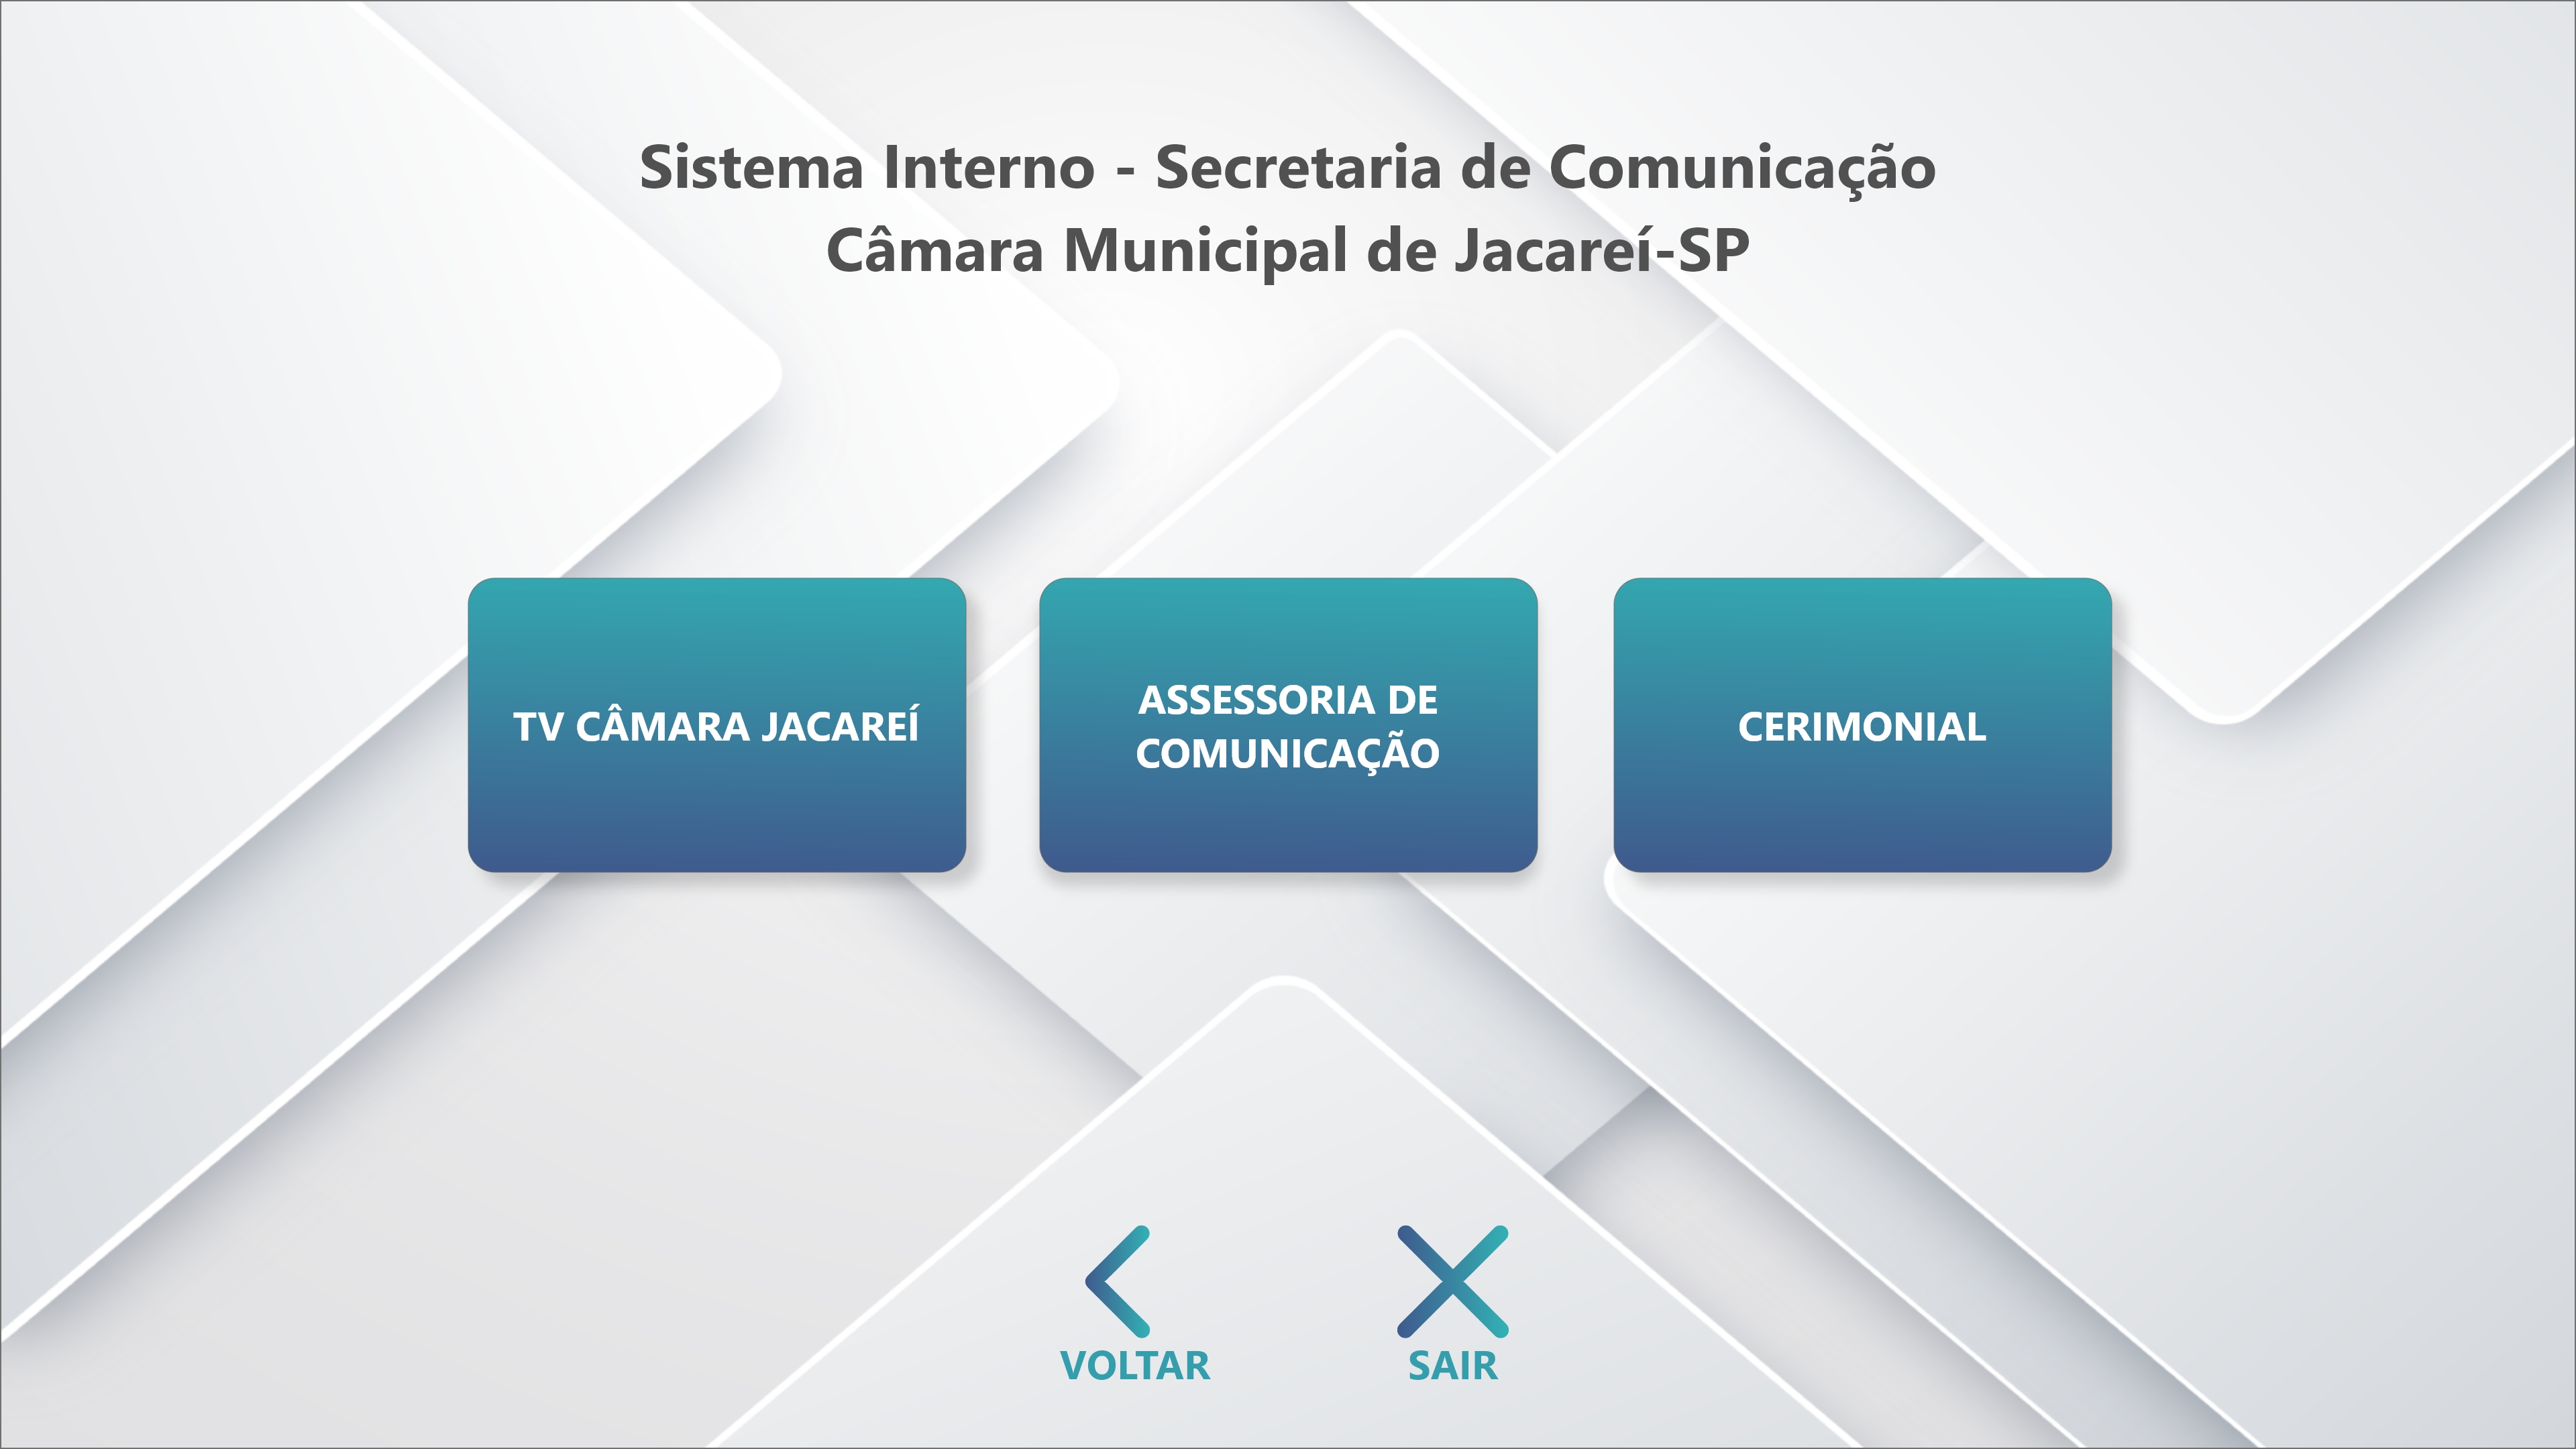 Sistema Interno - Secretaria de Comunicação
Câmara Municipal de Jacareí-SP
TV CÂMARA JACAREÍ
ASSESSORIA DE
COMUNICAÇÃO
CERIMONIAL
VOLTAR
SAIR